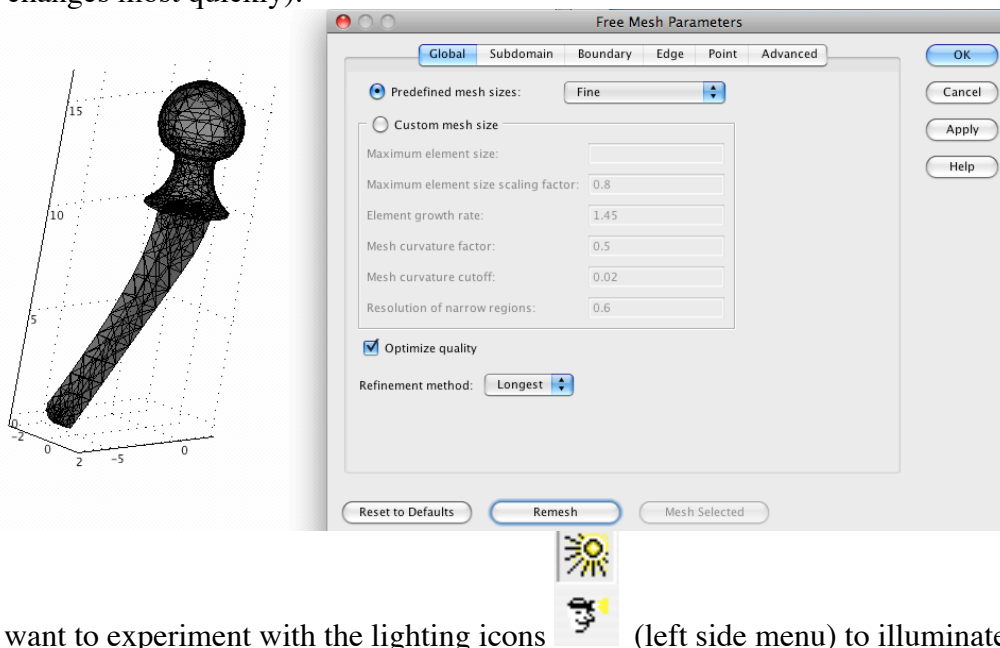 changes most quickly).
Free Mesh Parameters
Global Subdomain Boundary Edge Point Advanced
OK
Cancel
Apply
Help
Predefined mesh sizes: Fine
Custom mesh size
Maximum element size:
Maximum element size scaling factor: 0.8
Element growth rate: 1.45
Mesh curvature factor: 0.5
Mesh curvature cutoff: 0.02
Resolution of narrow regions: 0.6
Optimize quality
Refinement method: Longest
Reset to Defaults Remesh Mesh Selected
15
10
5
0
-2
0
2
-5
0
want to experiment with the lighting icons (left side menu) to illuminate